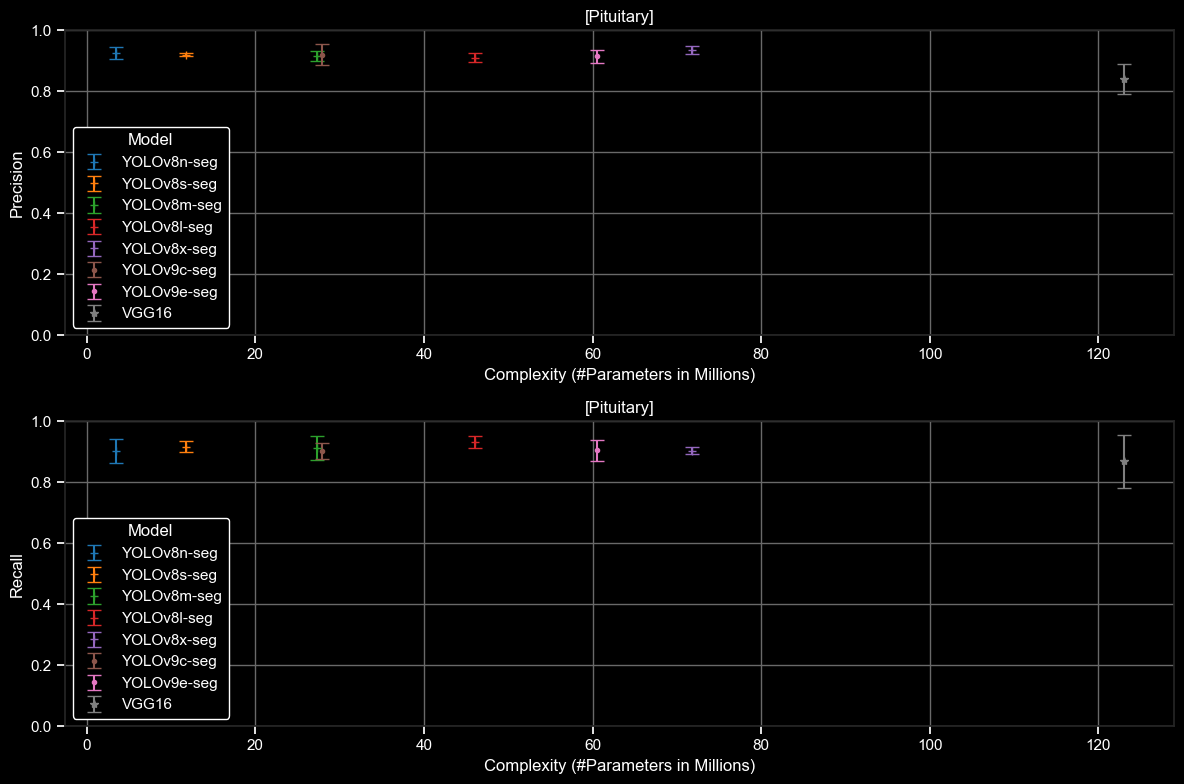 [Pituitary]
1.0
0.8
0.6
0.4
0.2
0.0
Precision
Model
YOLOv8n-seg
YOLOv8s-seg
YOLOv8m-seg
YOLOv8l-seg
YOLOv8x-seg
YOLOv9c-seg
YOLOv9e-seg
VGG16
0 20 40 60 80 100 120
Complexity (#Parameters in Millions)
[Pituitary]
1.0
0.8
0.6
0.4
0.2
0.0
Recall
Model
YOLOv8n-seg
YOLOv8s-seg
YOLOv8m-seg
YOLOv8l-seg
YOLOv8x-seg
YOLOv9c-seg
YOLOv9e-seg
VGG16
0 20 40 60 80 100 120
Complexity (#Parameters in Millions)